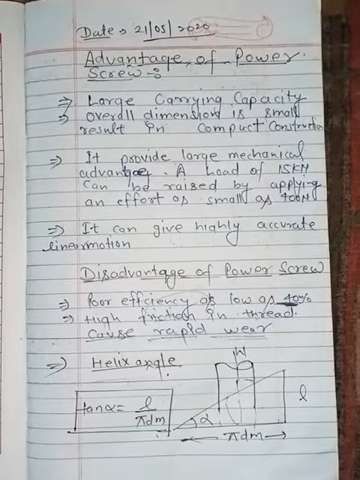 Date → 21/05/2020
Advantage of Power
Screw -:
⇒ Large Carrying Capacity
⇒ Overall dimension is small
result in compact construction
⇒ It provide large mechanical
advantage. A Load of 15KN
can be raised by applying
an effort as small as 400N
⇒ It can give highly accurate
linear motion
Disadvantage of Power Screw
⇒ Poor efficiency as low as 40%
⇒ High friction in thread
cause rapid wear
⇒ Helix angle
W
tanα = l / πdm
α
l
← πdm →